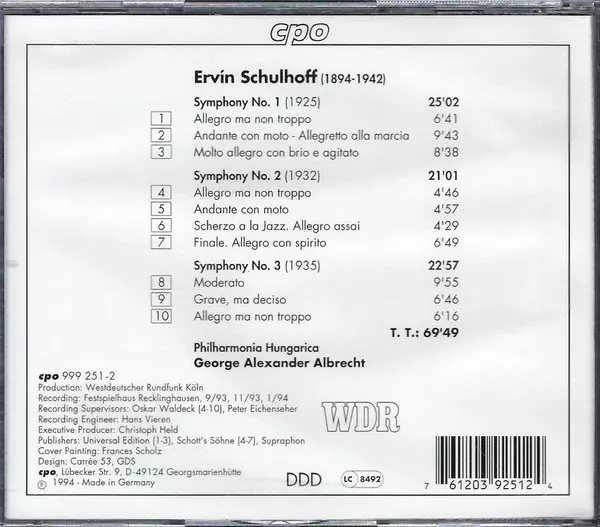 cpo
Ervín Schulhoff (1894-1942)
Symphony No. 1 (1925) 25'02
1 Allegro ma non troppo 6'41
2 Andante con moto - Allegretto alla marcia 9'43
3 Molto allegro con brio e agitato 8'38
Symphony No. 2 (1932) 21'01
4 Allegro ma non troppo 4'46
5 Andante con moto 4'57
6 Scherzo a la Jazz. Allegro assai 4'29
7 Finale. Allegro con spirito 6'49
Symphony No. 3 (1935) 22'57
8 Moderato 9'55
9 Grave, ma deciso 6'46
10 Allegro ma non troppo 6'16
T. T.: 69'49
Philharmonia Hungarica
George Alexander Albrecht
cpo 999 251-2
Production: Westdeutscher Rundfunk Köln
Recording: Festspielhaus Recklinghausen, 9/93, 11/93, 1/94
Recording Supervisors: Oskar Waldeck (4-10), Peter Eichenseher
Recording Engineer: Hans Vieren
Executive Producer: Christoph Held
Publishers: Universal Edition (1-3), Schott's Söhne (4-7), Supraphon
Cover Painting: Frances Scholz
Design: Carrée 53, GDS
cpo, Lübecker Str. 9, D-49124 Georgsmarienhütte
℗ 1994 - Made in Germany
WDR
DDD
LC 8492
7 61203 92512 4